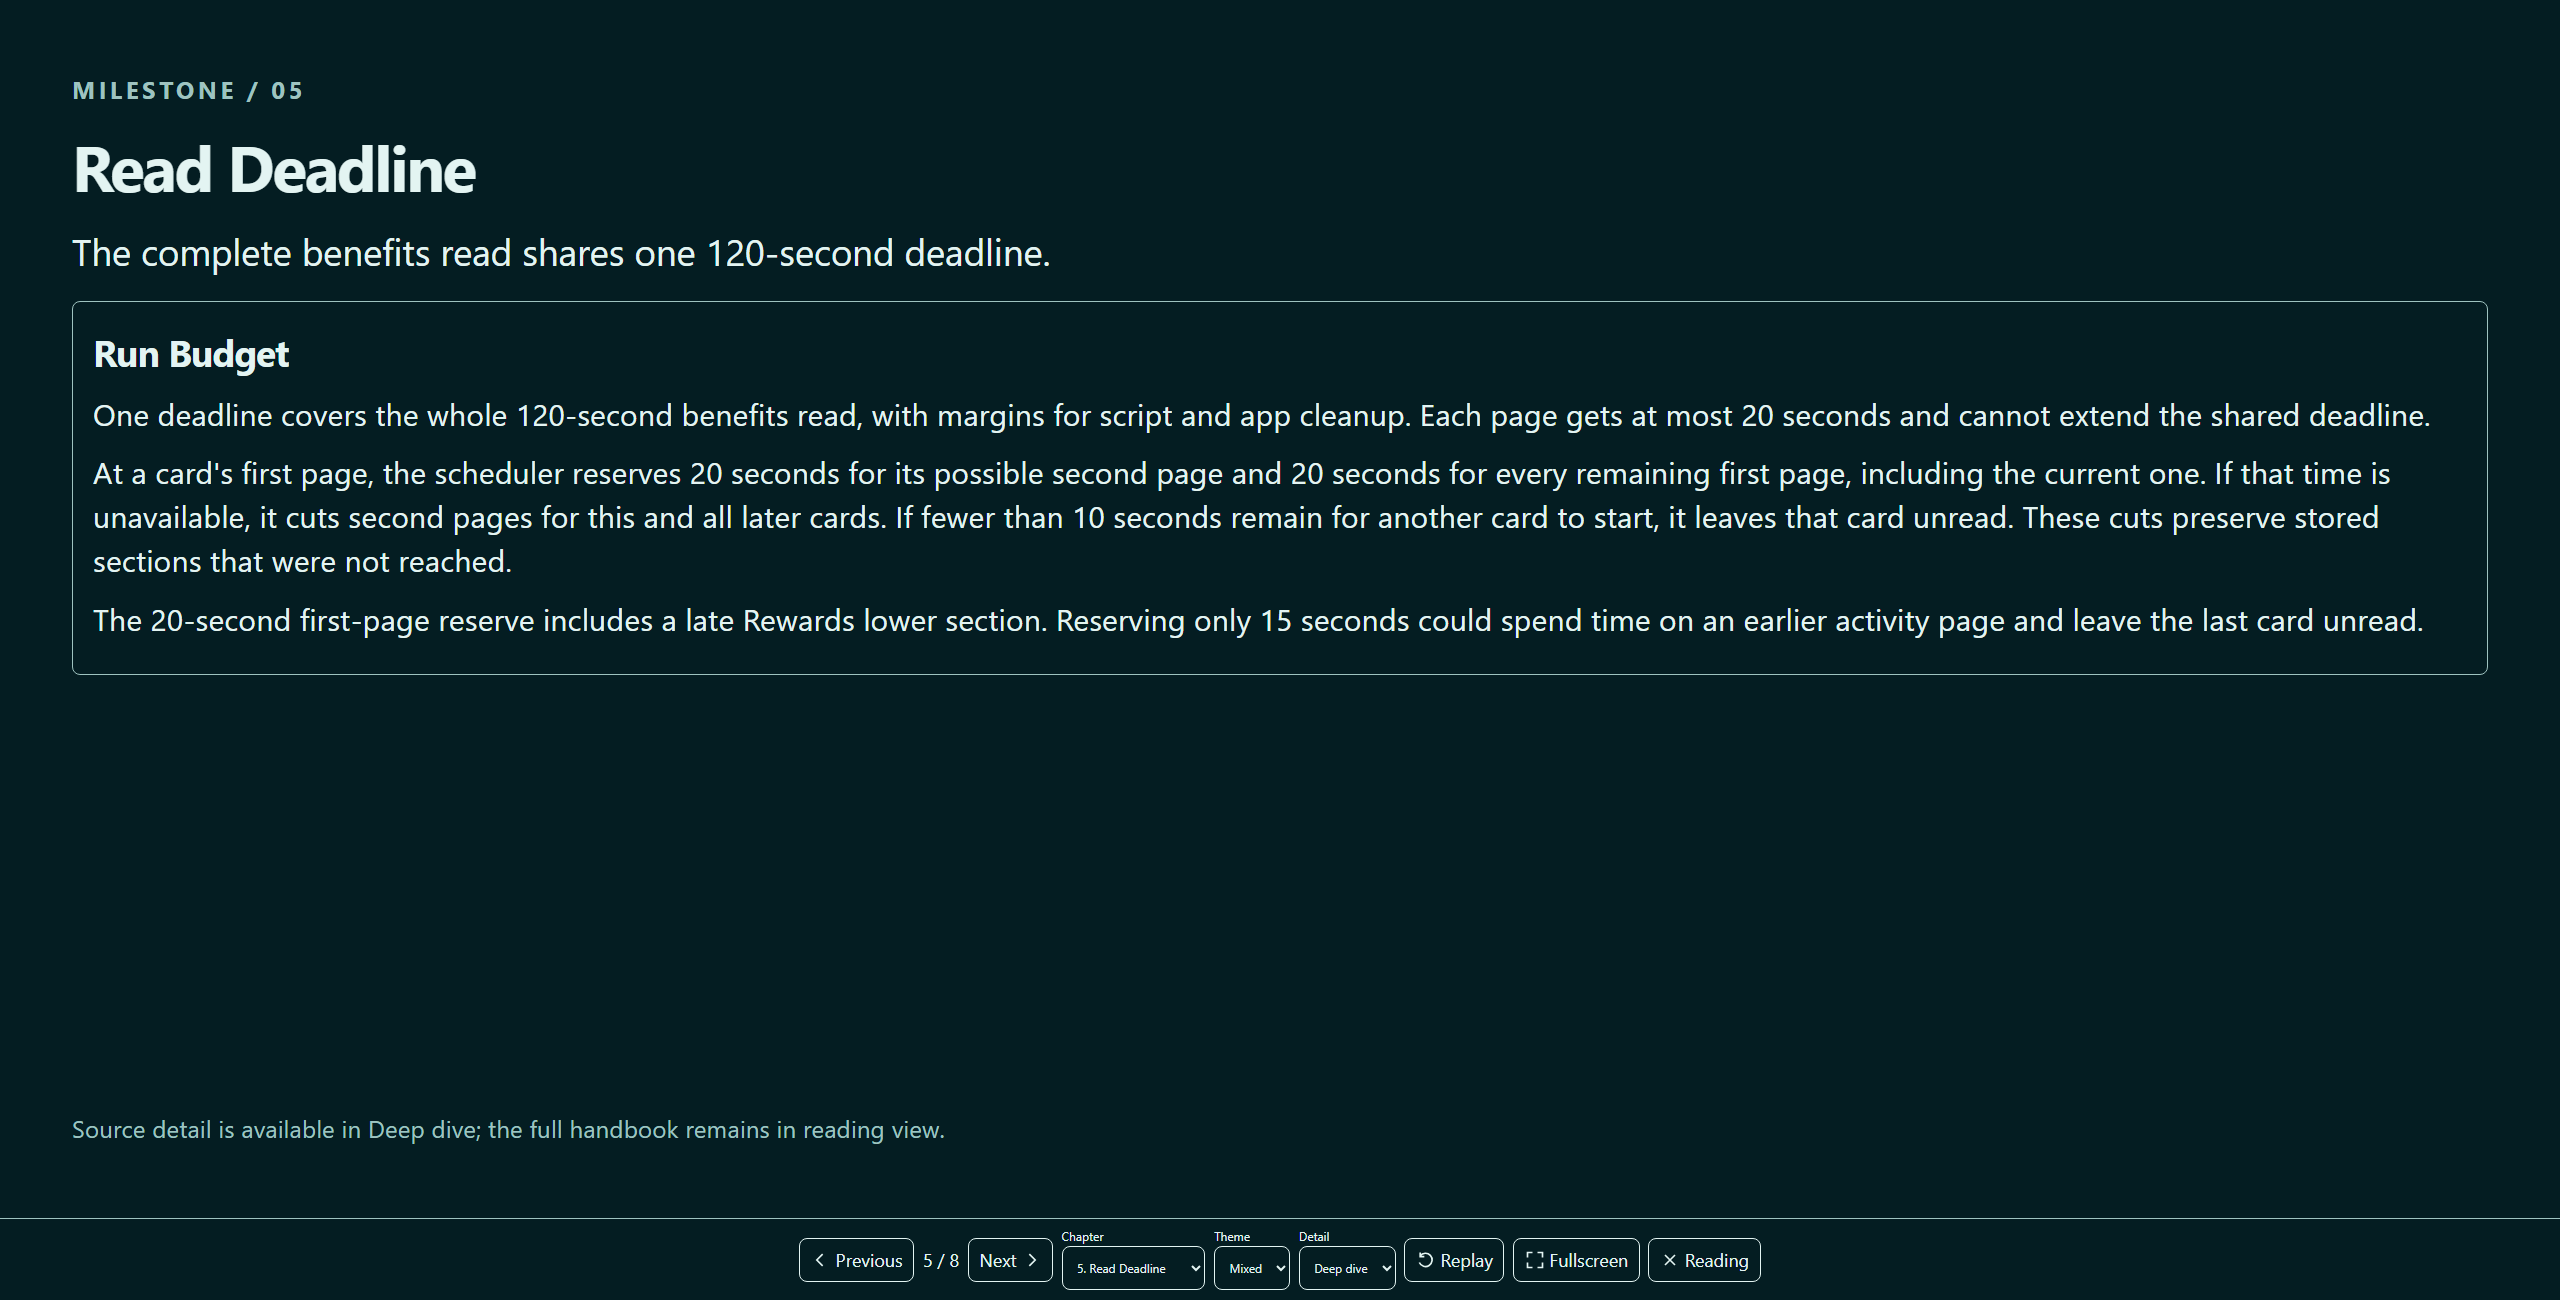 MILESTONE / 05
Read Deadline
The complete benefits read shares one 120-second deadline.
Run Budget
One deadline covers the whole 120-second benefits read, with margins for script and app cleanup. Each page gets at most 20 seconds and cannot extend the shared deadline.
At a card's first page, the scheduler reserves 20 seconds for its possible second page and 20 seconds for every remaining first page, including the current one. If that time is
unavailable, it cuts second pages for this and all later cards. If fewer than 10 seconds remain for another card to start, it leaves that card unread. These cuts preserve stored
sections that were not reached.
The 20-second first-page reserve includes a late Rewards lower section. Reserving only 15 seconds could spend time on an earlier activity page and leave the last card unread.
Source detail is available in Deep dive; the full handbook remains in reading view.
Chapter Theme Detail
Previous 5 / 8 Next 5. Read Deadline Mixed Deep dive Replay Fullscreen Reading